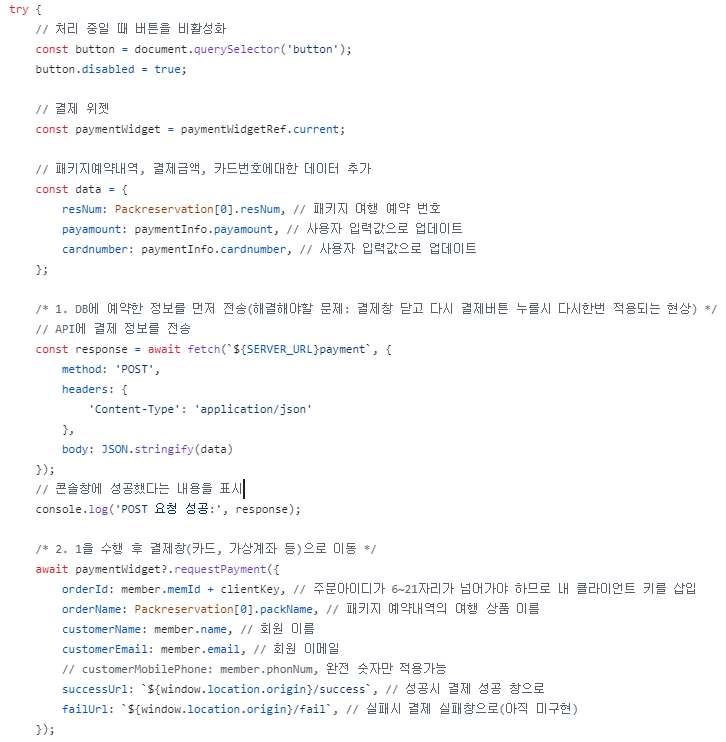 try {
    // 처리 중일 때 버튼을 비활성화
    const button = document.querySelector('button');
    button.disabled = true;

    // 결제 위젯
    const paymentWidget = paymentWidgetRef.current;

    // 패키지예약내역, 결제금액, 카드번호에대한 데이터 추가
    const data = {
        resNum: Packreservation[0].resNum, // 패키지 여행 예약 번호
        payamount: paymentInfo.payamount, // 사용자 입력값으로 업데이트
        cardnumber: paymentInfo.cardnumber, // 사용자 입력값으로 업데이트
    };

    /* 1. DB에 예약한 정보를 먼저 전송(해결해야할 문제: 결제창 닫고 다시 결제버튼 누를시 다시한번 적용되는 현상) */
    // API에 결제 정보를 전송
    const response = await fetch(`${SERVER_URL}payment`, {
        method: 'POST',
        headers: {
            'Content-Type': 'application/json'
        },
        body: JSON.stringify(data)
    });
    // 콘솔창에 성공했다는 내용을 표시
    console.log('POST 요청 성공:', response);

    /* 2. 1을 수행 후 결제창(카드, 가상계좌 등)으로 이동 */
    await paymentWidget?.requestPayment({
        orderId: member.memId + clientKey, // 주문아이디가 6~21자리가 넘어가야 하므로 내 클라이언트 키를 삽입
        orderName: Packreservation[0].packName, // 패키지 예약내역의 여행 상품 이름
        customerName: member.name, // 회원 이름
        customerEmail: member.email, // 회원 이메일
        // customerMobilePhone: member.phonNum, 완전 숫자만 적용가능
        successUrl: `${window.location.origin}/success`, // 성공시 결제 성공 창으로
        failUrl: `${window.location.origin}/fail`, // 실패시 결제 실패창으로(아직 미구현)
    });